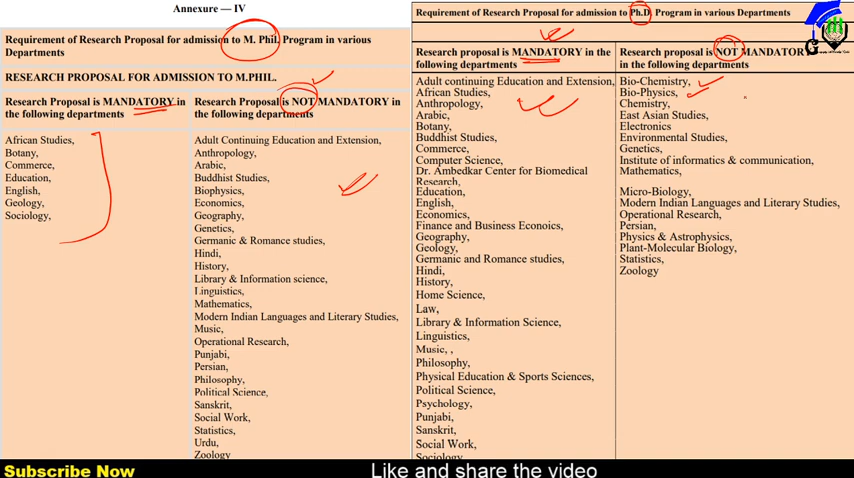 Annexure — IV
Requirement of Research Proposal for admission to M. Phil. Program in various
Departments
RESEARCH PROPOSAL FOR ADMISSION TO M.PHIL.
Research Proposal is MANDATORY in
the following departments
African Studies,
Botany,
Commerce,
Education,
English,
Geology,
Sociology,
Research Proposal is NOT MANDATORY in
the following departments
Adult Continuing Education and Extension,
Anthropology,
Arabic,
Buddhist Studies,
Biophysics,
Economics,
Geography,
Genetics,
Germanic & Romance studies,
Hindi,
History,
Library & Information science,
Linguistics,
Mathematics,
Modern Indian Languages and Literary Studies,
Music,
Operational Research,
Punjabi,
Persian,
Philosophy,
Political Science,
Sanskrit,
Social Work,
Statistics,
Urdu,
Zoology
Requirement of Research Proposal for admission to Ph.D. Program in various Departments
Research proposal is MANDATORY in the
following departments
Adult continuing Education and Extension,
African Studies,
Anthropology,
Arabic,
Botany,
Buddhist Studies,
Commerce,
Computer Science,
Dr. Ambedkar Center for Biomedical
Research,
Education,
English,
Economics,
Finance and Business Econoics,
Geography,
Geology,
Germanic and Romance studies,
Hindi,
History,
Home Science,
Law,
Library & Information Science,
Linguistics,
Music, ,
Philosophy,
Physical Education & Sports Sciences,
Political Science,
Psychology,
Punjabi,
Sanskrit,
Social Work,
Sociology
Research proposal is NOT MANDATOR
in the following departments
Bio-Chemistry,
Bio-Physics,
Chemistry,
East Asian Studies,
Electronics
Environmental Studies,
Genetics,
Institute of informatics & communication,
Mathematics,
Micro-Biology,
Modern Indian Languages and Literary Studies,
Operational Research,
Persian,
Physics & Astrophysics,
Plant-Molecular Biology,
Statistics,
Zoology
Subscribe Now
Like and share the video